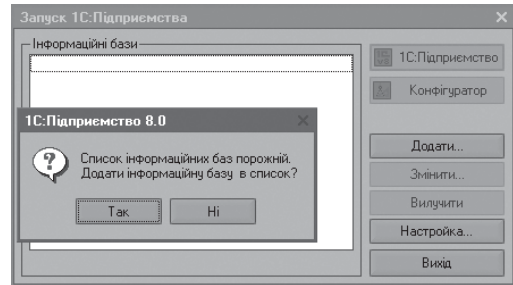 Запуск 1С:Підприємства
Інформаційні бази
1С:Підприємство
Конфігуратор
1С:Підприємство 8.0
Список інформаційних баз порожній.
Додати інформаційну базу в список?
Так
Ні
Додати...
Змінити...
Вилучити
Настройка...
Вихід